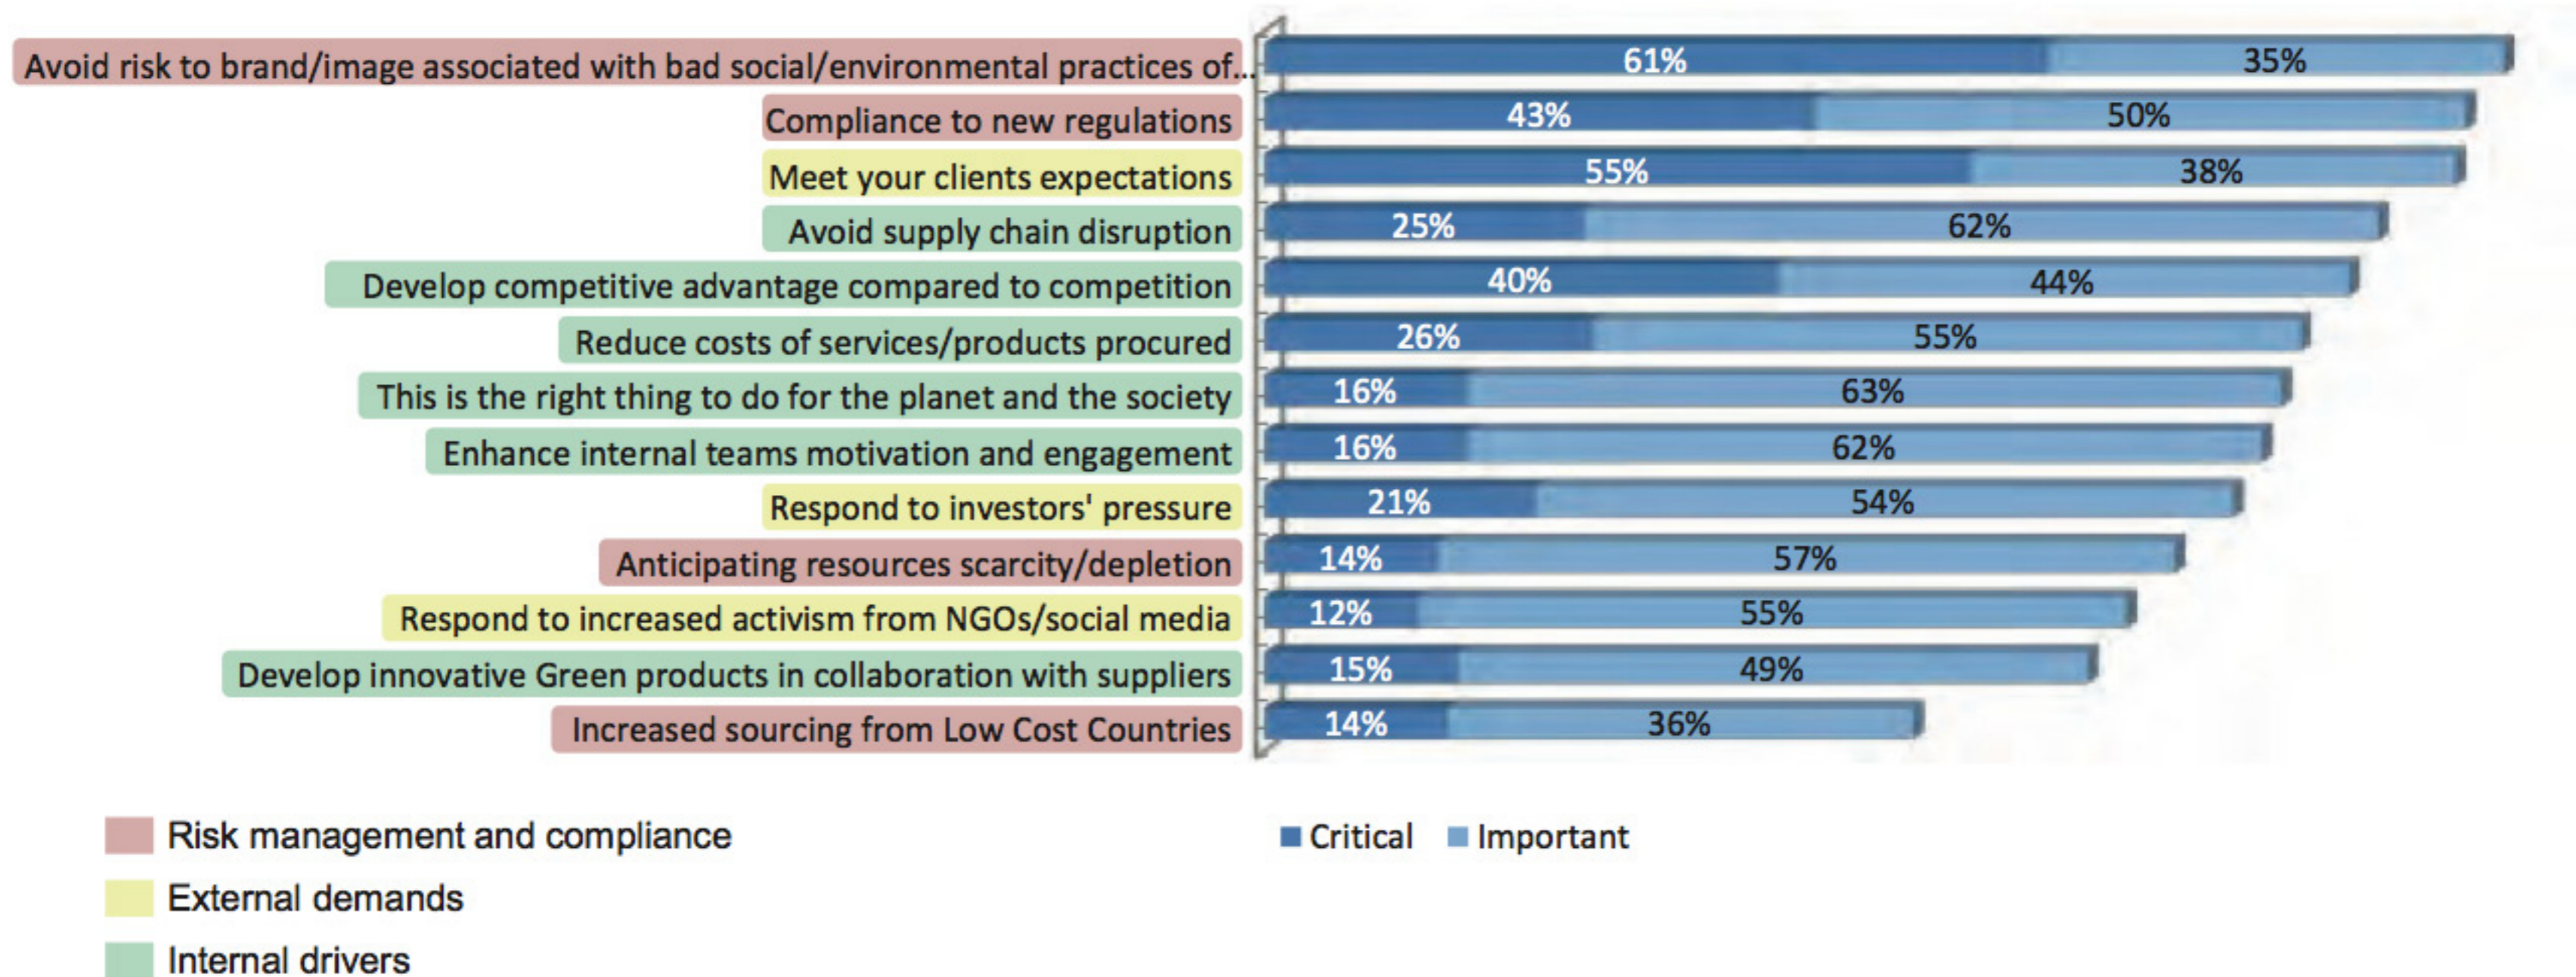 Avoid risk to brand/image associated with bad social/environmental practices of... 61% 35%
Compliance to new regulations 43% 50%
Meet your clients expectations 55% 38%
Avoid supply chain disruption 25% 62%
Develop competitive advantage compared to competition 40% 44%
Reduce costs of services/products procured 26% 55%
This is the right thing to do for the planet and the society 16% 63%
Enhance internal teams motivation and engagement 16% 62%
Respond to investors' pressure 21% 54%
Anticipating resources scarcity/depletion 14% 57%
Respond to increased activism from NGOs/social media 12% 55%
Develop innovative Green products in collaboration with suppliers 15% 49%
Increased sourcing from Low Cost Countries 14% 36%
Risk management and compliance
Critical Important
External demands
Internal drivers